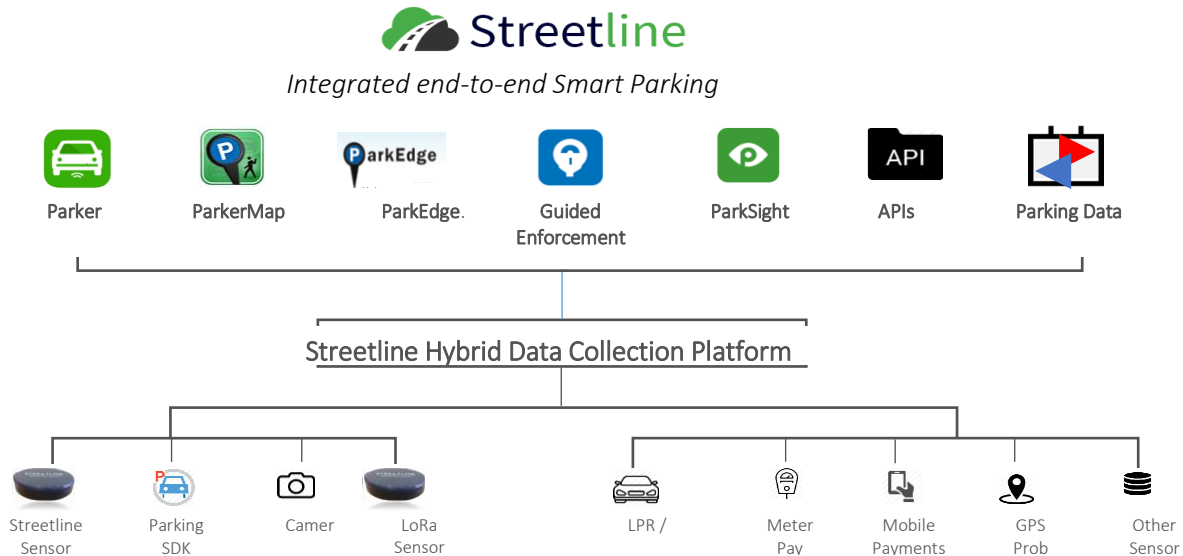 Streetline
Integrated end-to-end Smart Parking
P
P
ParkEdge
API
Parker
ParkerMap
ParkEdge.
Guided
Enforcement
ParkSight
APIs
Parking Data
Streetline Hybrid Data Collection Platform
P
Streetline
Sensor
Parking
SDK
Camer
LoRa
Sensor
LPR /
Meter
Pay
Mobile
Payments
GPS
Prob
Other
Sensor